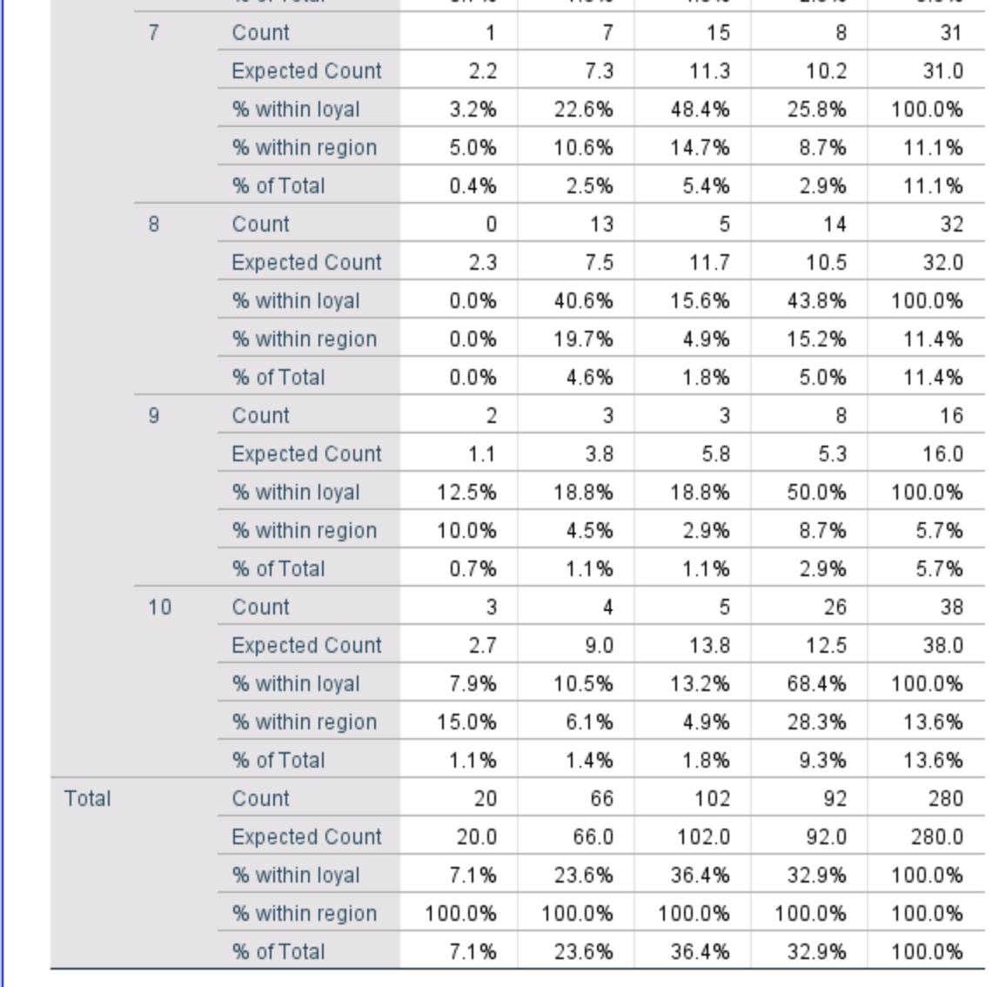 7 Count 1 7 15 8 31
Expected Count 2.2 7.3 11.3 10.2 31.0
% within loyal 3.2% 22.6% 48.4% 25.8% 100.0%
% within region 5.0% 10.6% 14.7% 8.7% 11.1%
% of Total 0.4% 2.5% 5.4% 2.9% 11.1%
8 Count 0 13 5 14 32
Expected Count 2.3 7.5 11.7 10.5 32.0
% within loyal 0.0% 40.6% 15.6% 43.8% 100.0%
% within region 0.0% 19.7% 4.9% 15.2% 11.4%
% of Total 0.0% 4.6% 1.8% 5.0% 11.4%
9 Count 2 3 3 8 16
Expected Count 1.1 3.8 5.8 5.3 16.0
% within loyal 12.5% 18.8% 18.8% 50.0% 100.0%
% within region 10.0% 4.5% 2.9% 8.7% 5.7%
% of Total 0.7% 1.1% 1.1% 2.9% 5.7%
10 Count 3 4 5 26 38
Expected Count 2.7 9.0 13.8 12.5 38.0
% within loyal 7.9% 10.5% 13.2% 68.4% 100.0%
% within region 15.0% 6.1% 4.9% 28.3% 13.6%
% of Total 1.1% 1.4% 1.8% 9.3% 13.6%
Total Count 20 66 102 92 280
Expected Count 20.0 66.0 102.0 92.0 280.0
% within loyal 7.1% 23.6% 36.4% 32.9% 100.0%
% within region 100.0% 100.0% 100.0% 100.0% 100.0%
% of Total 7.1% 23.6% 36.4% 32.9% 100.0%